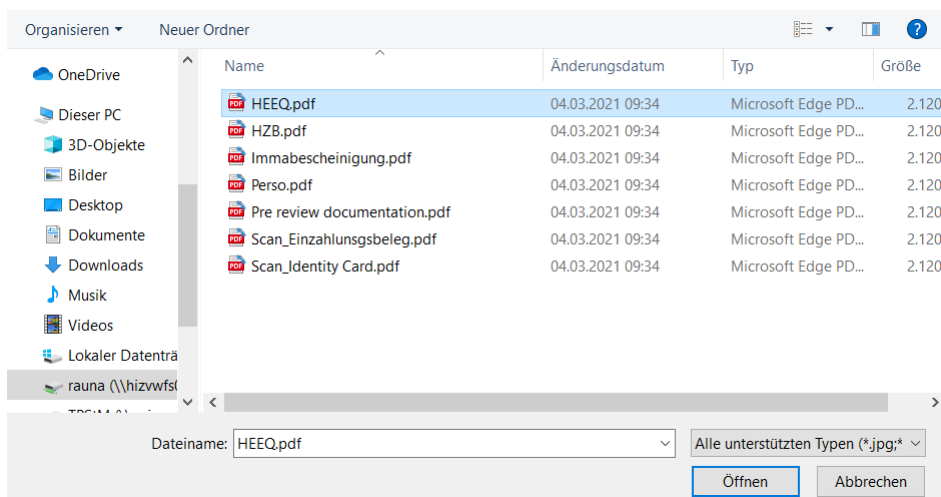 Organisieren Neuer Ordner
Name Änderungsdatum Typ Größe
OneDrive
Dieser PC
3D-Objekte
Bilder
Desktop
Dokumente
Downloads
Musik
Videos
Lokaler Datenträ
rauna (\\hizvwfs
HEEQ.pdf 04.03.2021 09:34 Microsoft Edge PD... 2.120
HZB.pdf 04.03.2021 09:34 Microsoft Edge PD... 2.120
Immabescheinigung.pdf 04.03.2021 09:34 Microsoft Edge PD... 2.120
Perso.pdf 04.03.2021 09:34 Microsoft Edge PD... 2.120
Pre review documentation.pdf 04.03.2021 09:34 Microsoft Edge PD... 2.120
Scan_Einzahlunsgsbeleg.pdf 04.03.2021 09:34 Microsoft Edge PD... 2.120
Scan_Identity Card.pdf 04.03.2021 09:34 Microsoft Edge PD... 2.120
Dateiname: HEEQ.pdf Alle unterstützten Typen (*.jpg;*
Öffnen Abbrechen